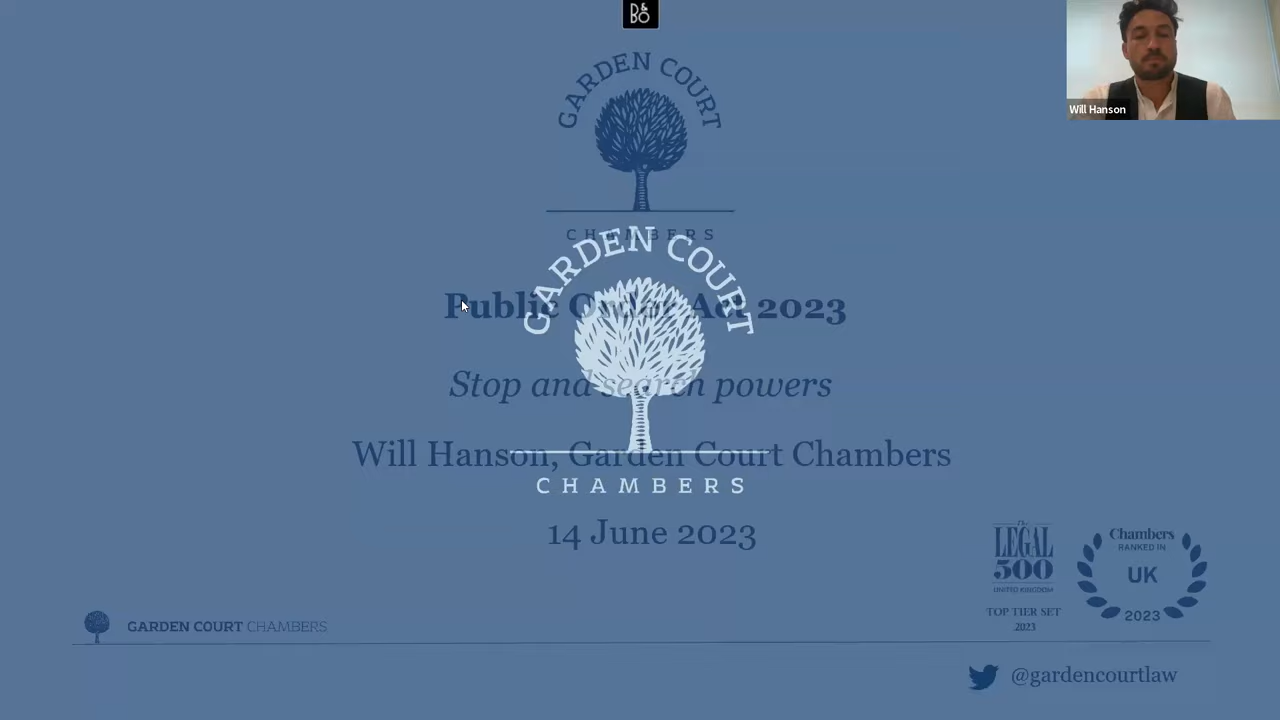 B&O
Will Hanson
GARDEN COURT
CHAMBERS
GARDEN COURT
Public Order Act 2023
Stop and search powers
Will Hanson, Garden Court Chambers
CHAMBERS
14 June 2023
The
LEGAL
500
UNITED KINGDOM
TOP TIER SET
2023
Chambers
RANKED IN
UK
2023
GARDEN COURT CHAMBERS
@gardencourtlaw